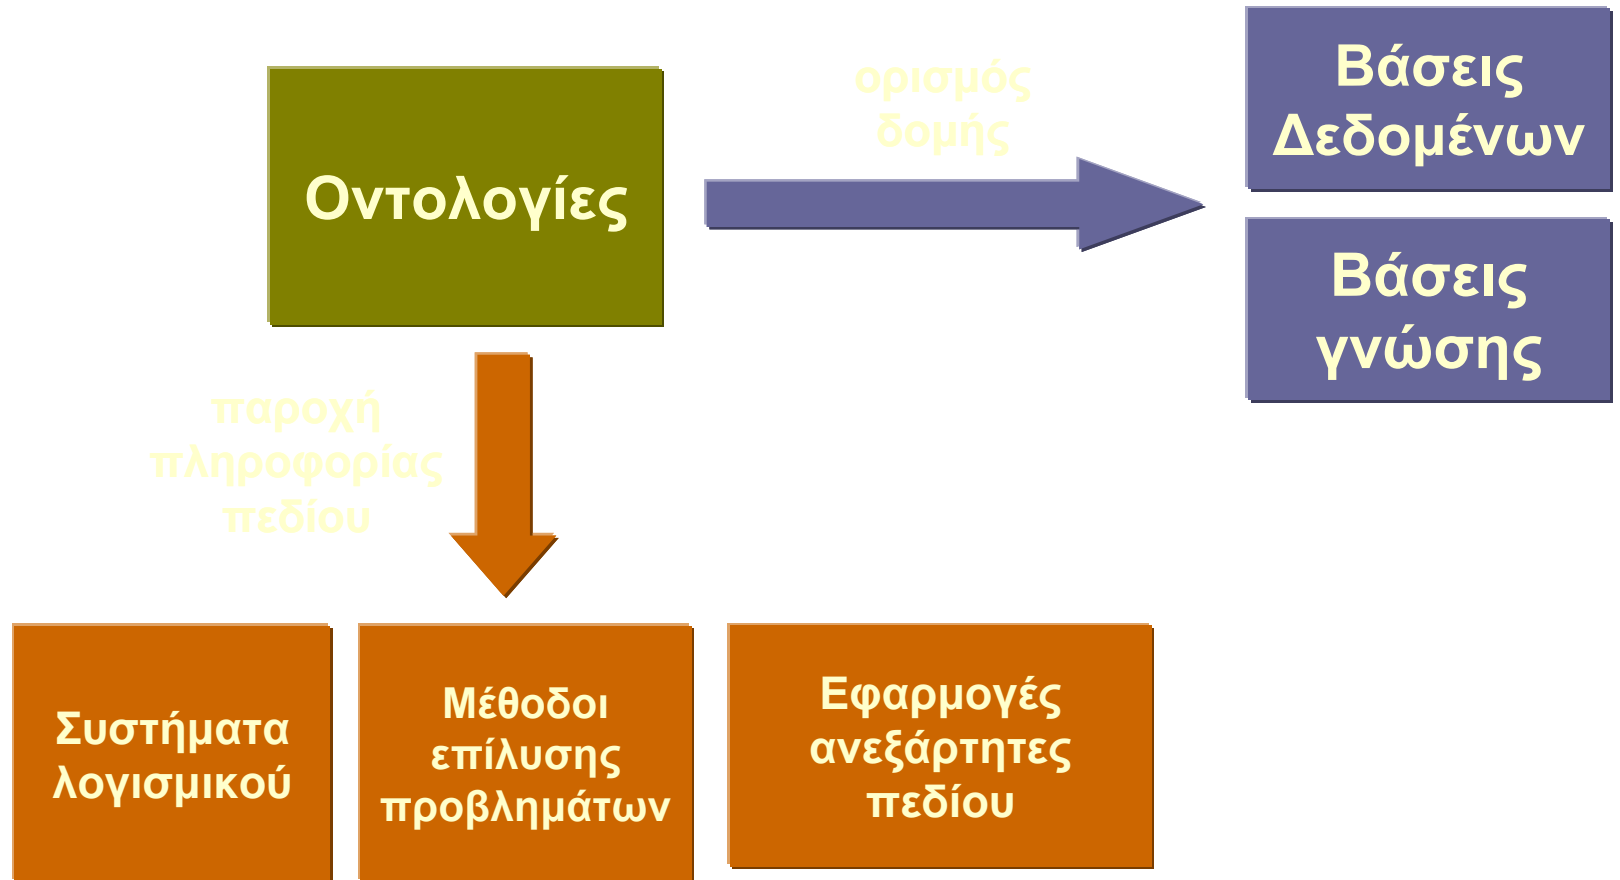 Οντολογίες
ορισμός
δομής
Βάσεις
Δεδομένων
Βάσεις
γνώσης
παροχή
πληροφορίας
πεδίου
Συστήματα
λογισμικού
Μέθοδοι
επίλυσης
προβλημάτων
Εφαρμογές
ανεξάρτητες
πεδίου